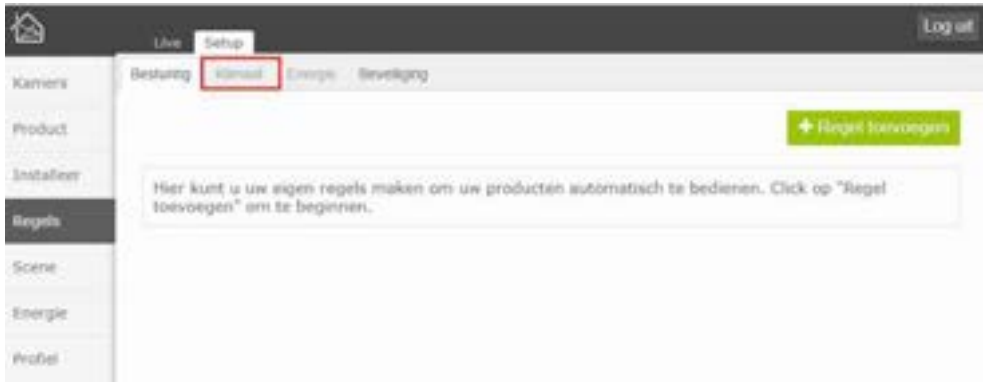 Log uit
Live Setup
Besturing Klimaat Energie Beveiliging
Kamers
Product
Installeer
Regels
Scene
Energie
Profiel
+ Regel toevoegen
Hier kunt u uw eigen regels maken om uw producten automatisch te bedienen. Click op "Regel
toevoegen" om te beginnen.